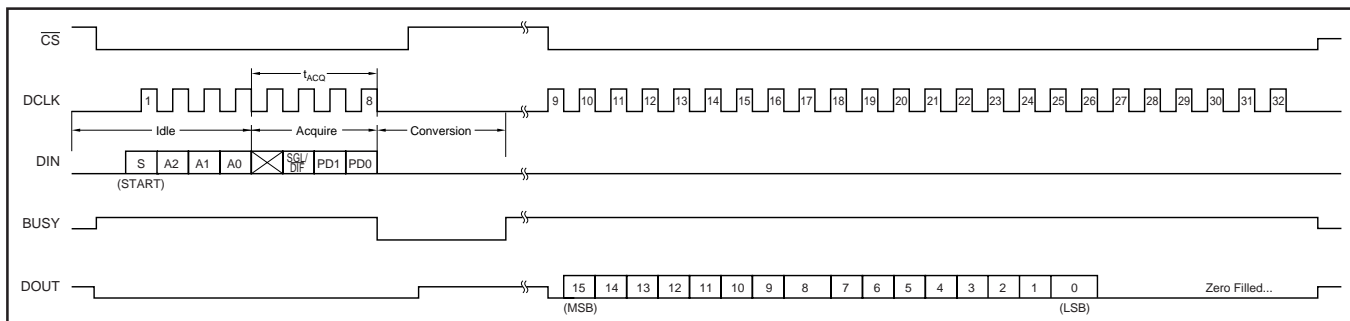 CS
tACQ
DCLK 1 8 9 10 11 12 13 14 15 16 17 18 19 20 21 22 23 24 25 26 27 28 29 30 31 32
Idle Acquire Conversion
DIN S A2 A1 A0 SGL/DIF PD1 PD0
(START)
BUSY
DOUT 15 14 13 12 11 10 9 8 7 6 5 4 3 2 1 0 Zero Filled...
(MSB) (LSB)